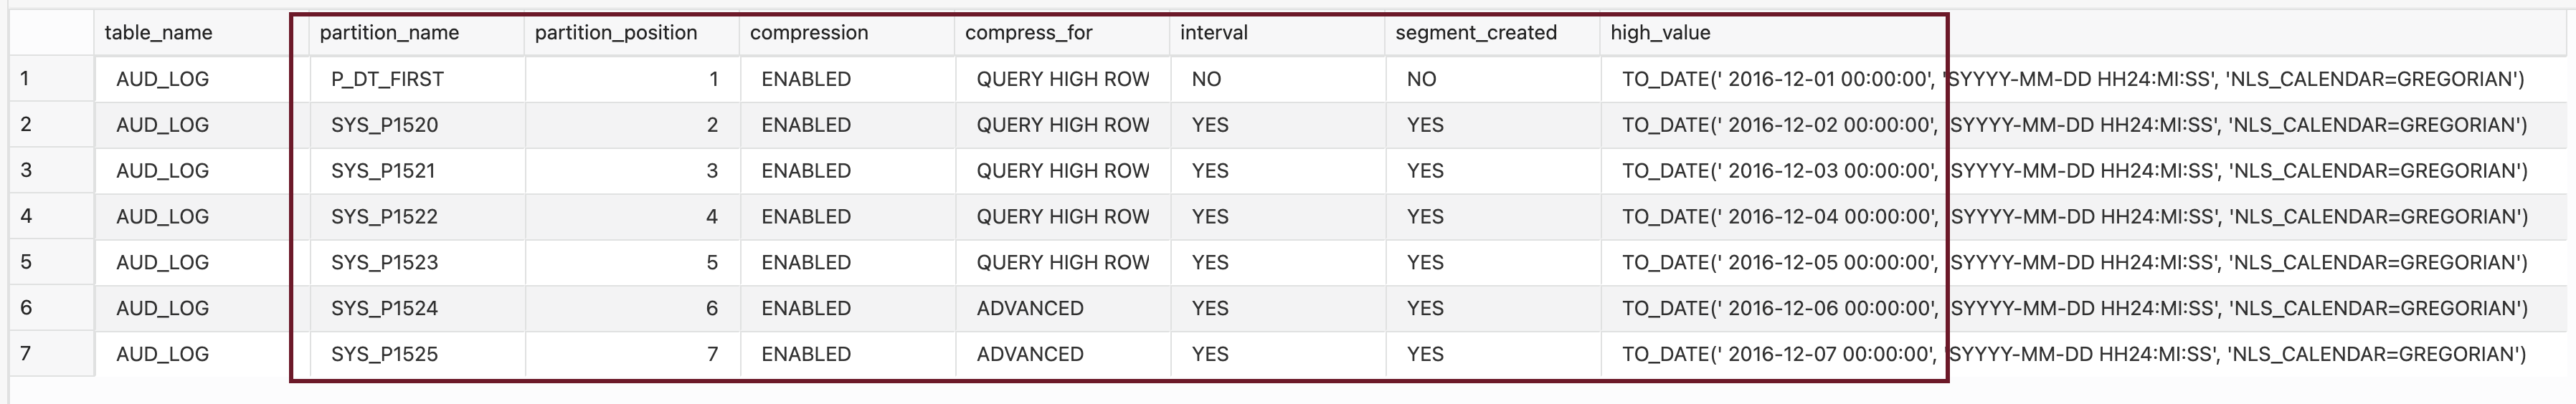 table_name partition_name partition_position compression compress_for interval segment_created high_value
1 AUD_LOG P_DT_FIRST 1 ENABLED QUERY HIGH ROW NO NO TO_DATE(' 2016-12-01 00:00:00', 'SYYYY-MM-DD HH24:MI:SS', 'NLS_CALENDAR=GREGORIAN')
2 AUD_LOG SYS_P1520 2 ENABLED QUERY HIGH ROW YES YES TO_DATE(' 2016-12-02 00:00:00', 'SYYYY-MM-DD HH24:MI:SS', 'NLS_CALENDAR=GREGORIAN')
3 AUD_LOG SYS_P1521 3 ENABLED QUERY HIGH ROW YES YES TO_DATE(' 2016-12-03 00:00:00', 'SYYYY-MM-DD HH24:MI:SS', 'NLS_CALENDAR=GREGORIAN')
4 AUD_LOG SYS_P1522 4 ENABLED QUERY HIGH ROW YES YES TO_DATE(' 2016-12-04 00:00:00', 'SYYYY-MM-DD HH24:MI:SS', 'NLS_CALENDAR=GREGORIAN')
5 AUD_LOG SYS_P1523 5 ENABLED QUERY HIGH ROW YES YES TO_DATE(' 2016-12-05 00:00:00', 'SYYYY-MM-DD HH24:MI:SS', 'NLS_CALENDAR=GREGORIAN')
6 AUD_LOG SYS_P1524 6 ENABLED ADVANCED YES YES TO_DATE(' 2016-12-06 00:00:00', 'SYYYY-MM-DD HH24:MI:SS', 'NLS_CALENDAR=GREGORIAN')
7 AUD_LOG SYS_P1525 7 ENABLED ADVANCED YES YES TO_DATE(' 2016-12-07 00:00:00', 'SYYYY-MM-DD HH24:MI:SS', 'NLS_CALENDAR=GREGORIAN')